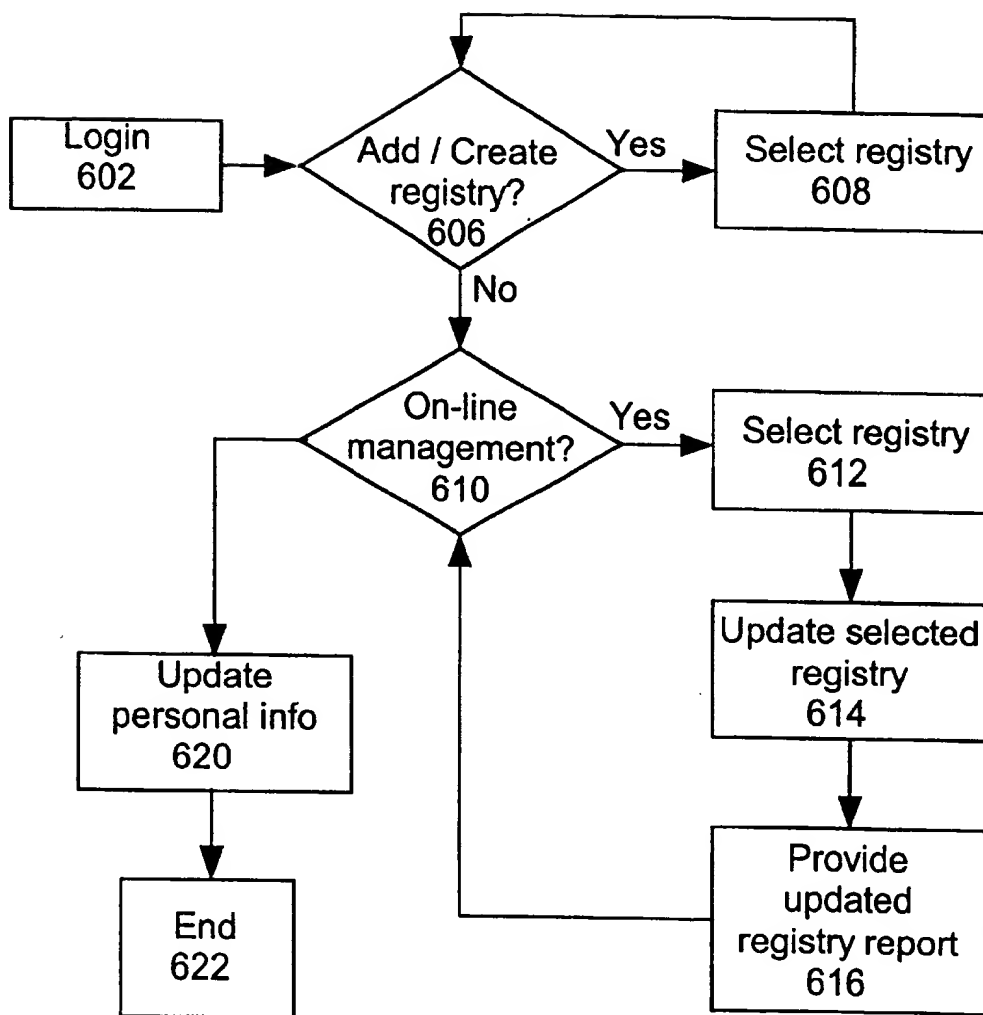 Login
602
Add / Create
registry?
606
Yes
Select registry
608
No
On-line
management?
610
Yes
Select registry
612
Update selected
registry
614
Update
personal info
620
Provide
updated
registry report
616
End
622